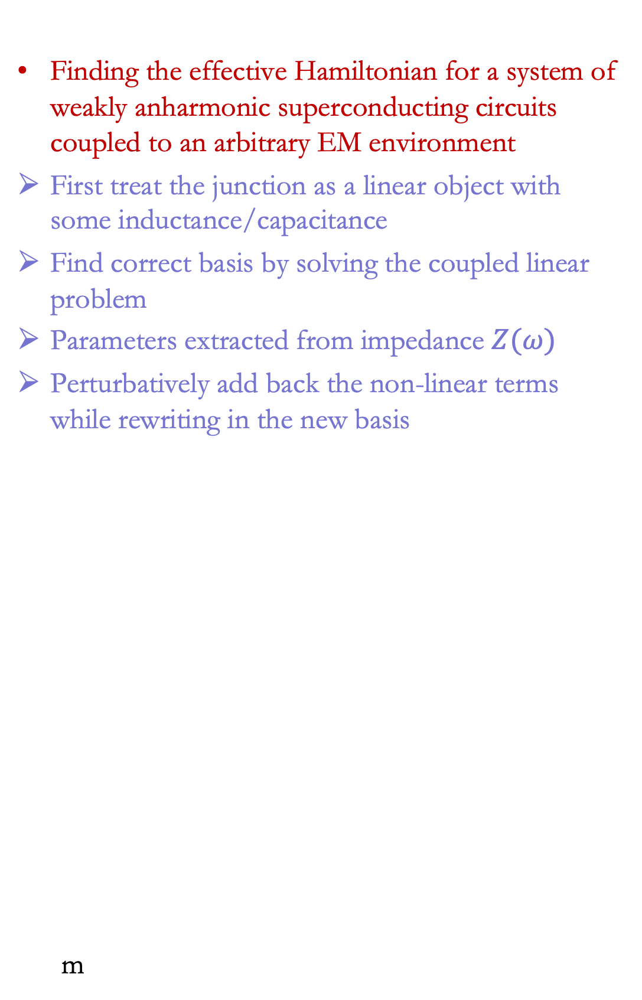 • Finding the effective Hamiltonian for a system of
weakly anharmonic superconducting circuits
coupled to an arbitrary EM environment
➢ First treat the junction as a linear object with
some inductance/capacitance
➢ Find correct basis by solving the coupled linear
problem
➢ Parameters extracted from impedance Z(ω)
➢ Perturbatively add back the non-linear terms
while rewriting in the new basis
m